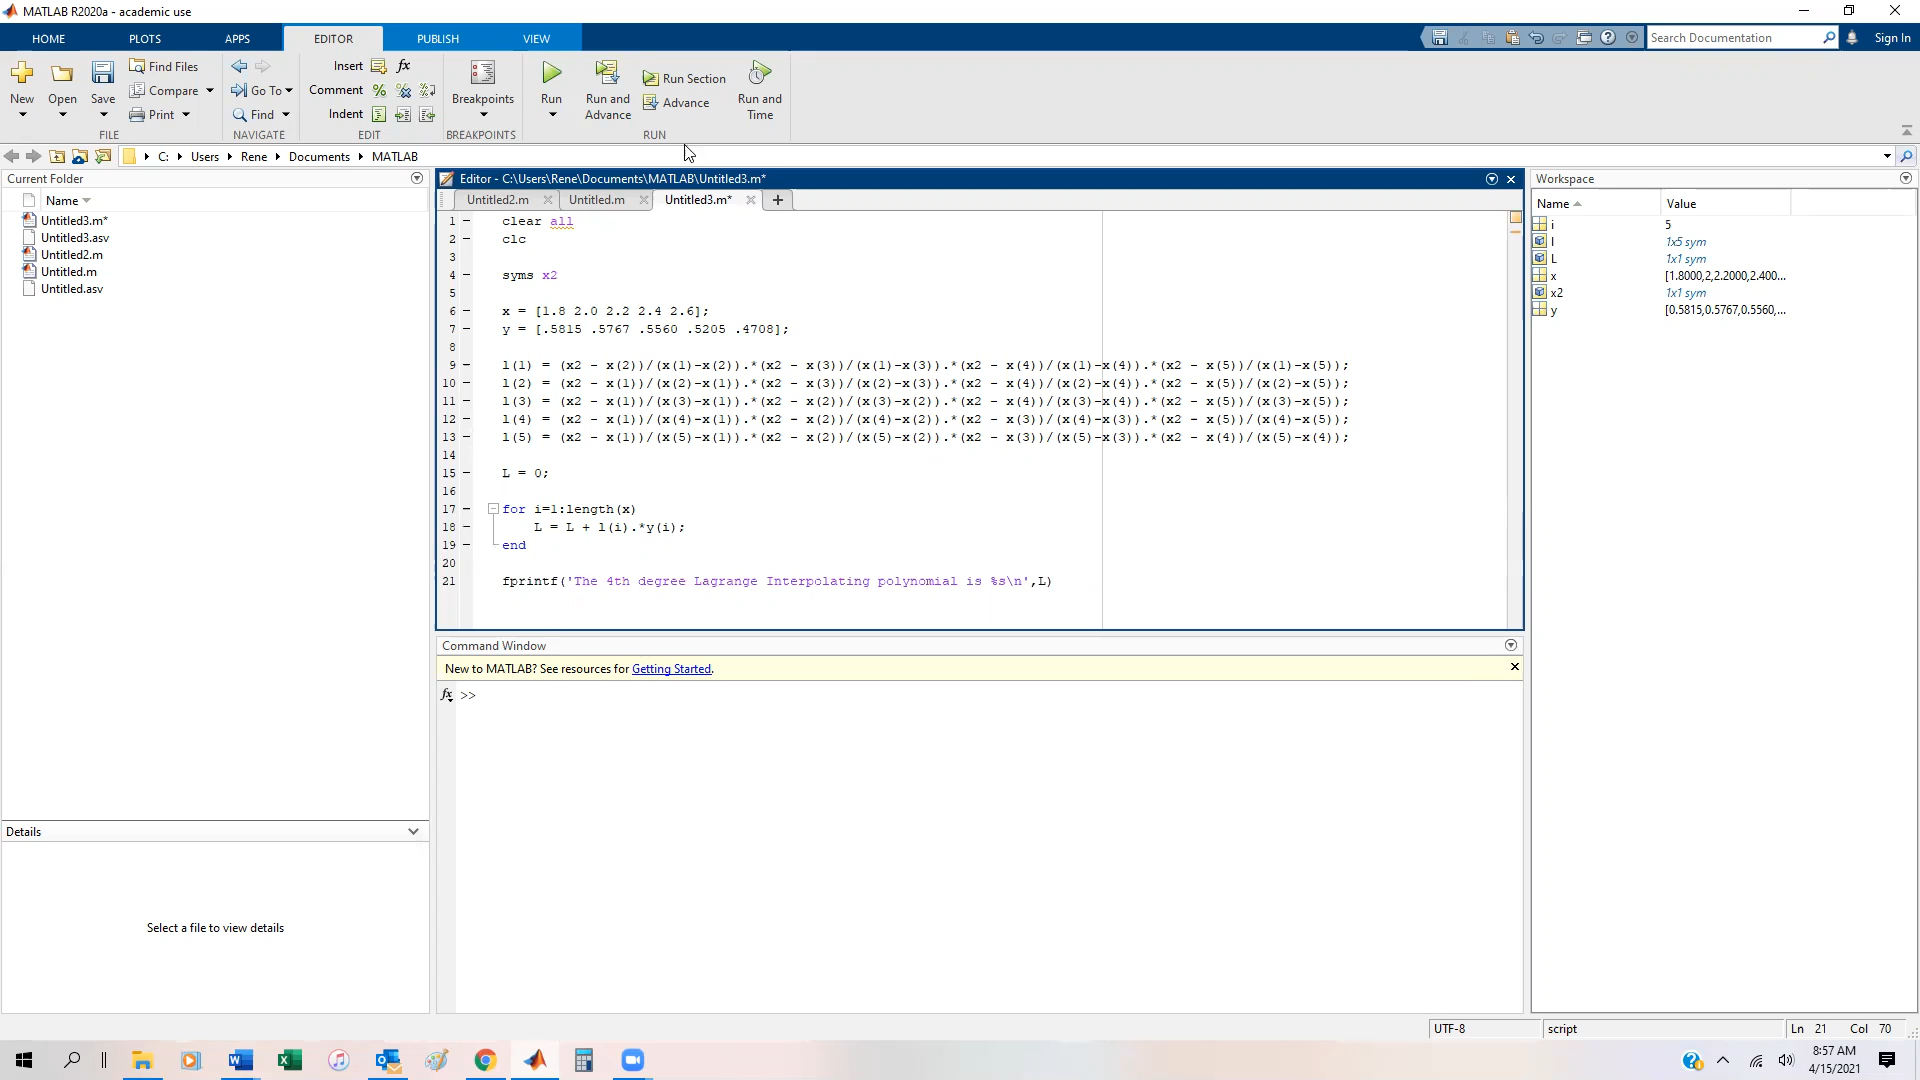 MATLAB R2020a - academic use
HOME PLOTS APPS EDITOR PUBLISH VIEW
Search Documentation
Sign In
New
Open
Save
Find Files
Compare
Print
FILE
Go To
Find
NAVIGATE
Insert fx
Comment
Indent
EDIT
Breakpoints
BREAKPOINTS
Run
Run and Advance
Run Section
Advance
Run and Time
RUN
C: Users Rene Documents MATLAB
Current Folder
Name
Untitled3.m*
Untitled3.asv
Untitled2.m
Untitled.m
Untitled.asv
Details
Select a file to view details
Editor - C:\Users\Rene\Documents\MATLAB\Untitled3.m*
Untitled2.m Untitled.m Untitled3.m* +
1 clear all
2 clc
3
4 syms x2
5
6 x = [1.8 2.0 2.2 2.4 2.6];
7 y = [.5815 .5767 .5560 .5205 .4708];
8
9 l(1) = (x2 - x(2))/(x(1)-x(2)).*(x2 - x(3))/(x(1)-x(3)).*(x2 - x(4))/(x(1)-x(4)).*(x2 - x(5))/(x(1)-x(5));
10 l(2) = (x2 - x(1))/(x(2)-x(1)).*(x2 - x(3))/(x(2)-x(3)).*(x2 - x(4))/(x(2)-x(4)).*(x2 - x(5))/(x(2)-x(5));
11 l(3) = (x2 - x(1))/(x(3)-x(1)).*(x2 - x(2))/(x(3)-x(2)).*(x2 - x(4))/(x(3)-x(4)).*(x2 - x(5))/(x(3)-x(5));
12 l(4) = (x2 - x(1))/(x(4)-x(1)).*(x2 - x(2))/(x(4)-x(2)).*(x2 - x(3))/(x(4)-x(3)).*(x2 - x(5))/(x(4)-x(5));
13 l(5) = (x2 - x(1))/(x(5)-x(1)).*(x2 - x(2))/(x(5)-x(2)).*(x2 - x(3))/(x(5)-x(3)).*(x2 - x(4))/(x(5)-x(4));
14
15 L = 0;
16
17 for i=1:length(x)
18 L = L + l(i).*y(i);
19 end
20
21 fprintf('The 4th degree Lagrange Interpolating polynomial is %s\n',L)
Command Window
New to MATLAB? See resources for Getting Started.
fx >>
Workspace
Name Value
i 5
l 1x5 sym
L 1x1 sym
x [1.8000,2,2.2000,2.400...
x2 1x1 sym
y [0.5815,0.5767,0.5560,...
UTF-8 script Ln 21 Col 70
8:57 AM
4/15/2021